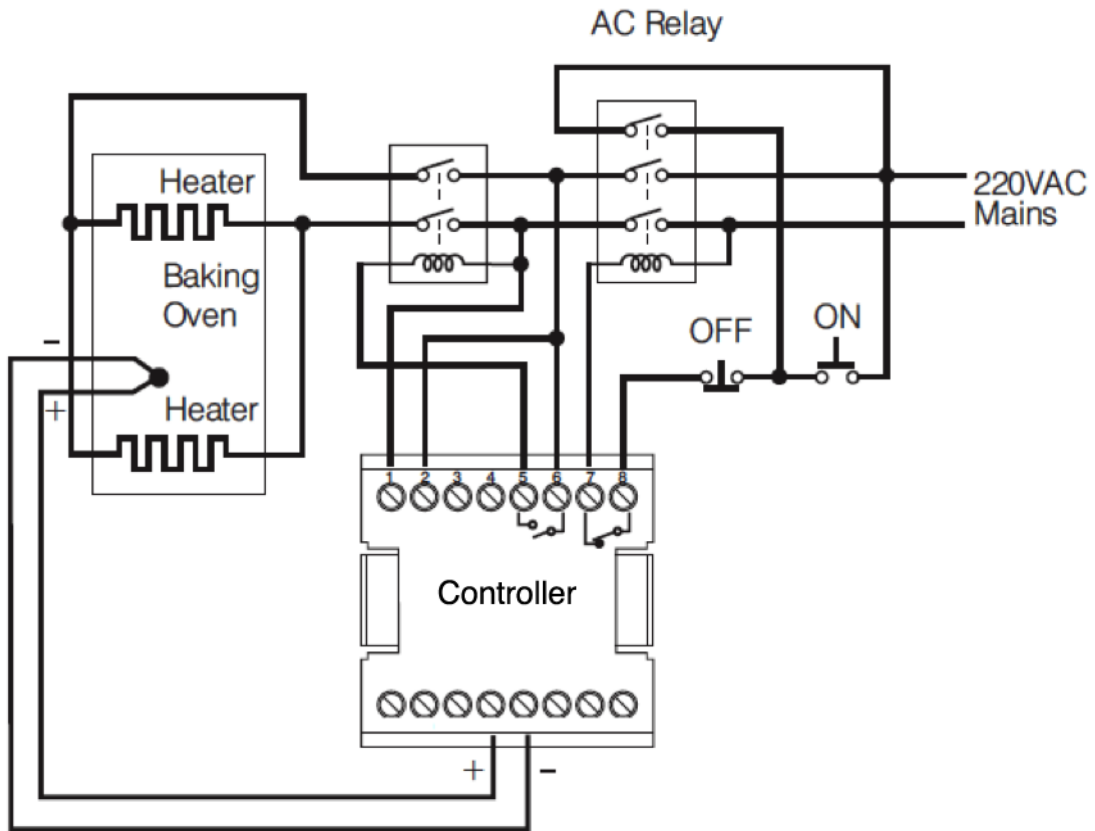 AC Relay
Heater
220VAC
Mains
Baking
Oven
OFF
ON
-
+
Heater
1 2 3 4 5 6 7 8
Controller
+ -